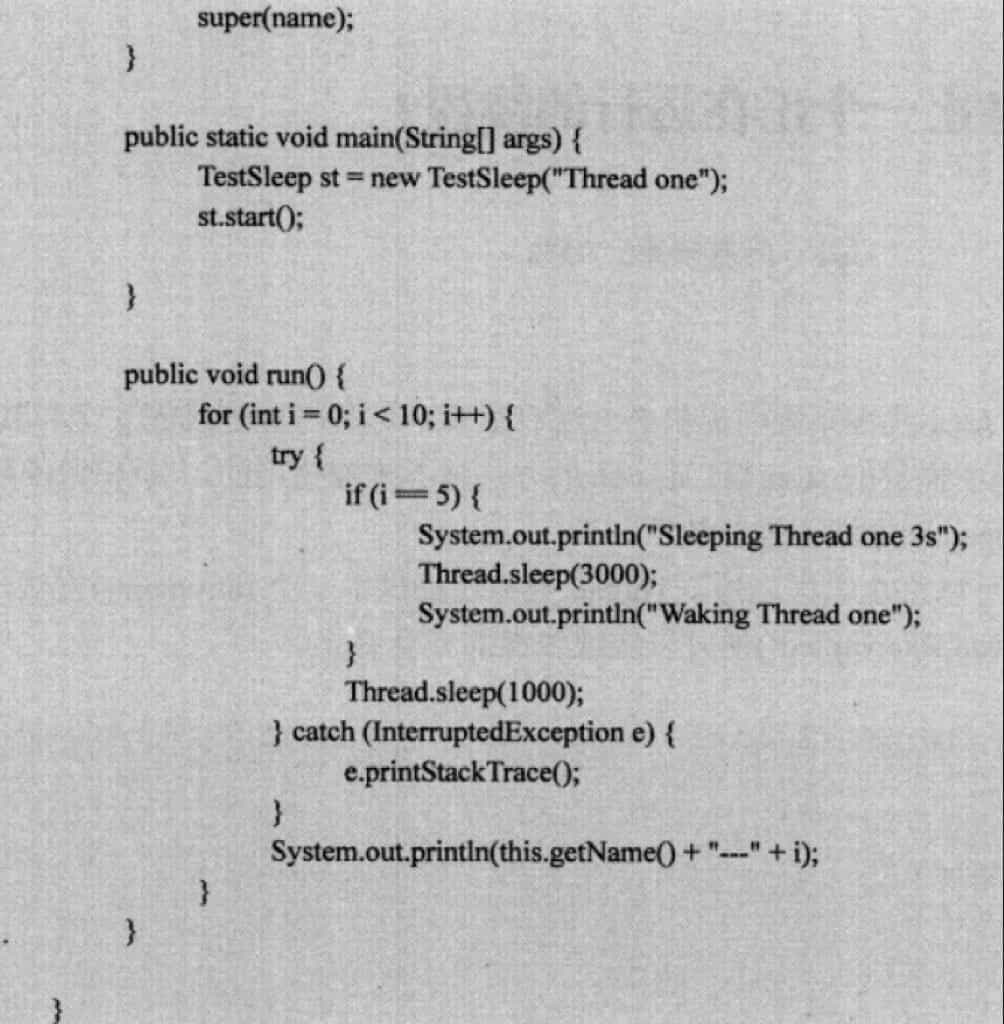 super(name);
}
public static void main(String[] args) {
TestSleep st = new TestSleep("Thread one");
st.start();
}
public void run() {
for (int i = 0; i < 10; i++) {
try {
if (i == 5) {
System.out.println("Sleeping Thread one 3s");
Thread.sleep(3000);
System.out.println("Waking Thread one");
}
Thread.sleep(1000);
} catch (InterruptedException e) {
e.printStackTrace();
}
System.out.println(this.getName() + "---" + i);
}
}
}